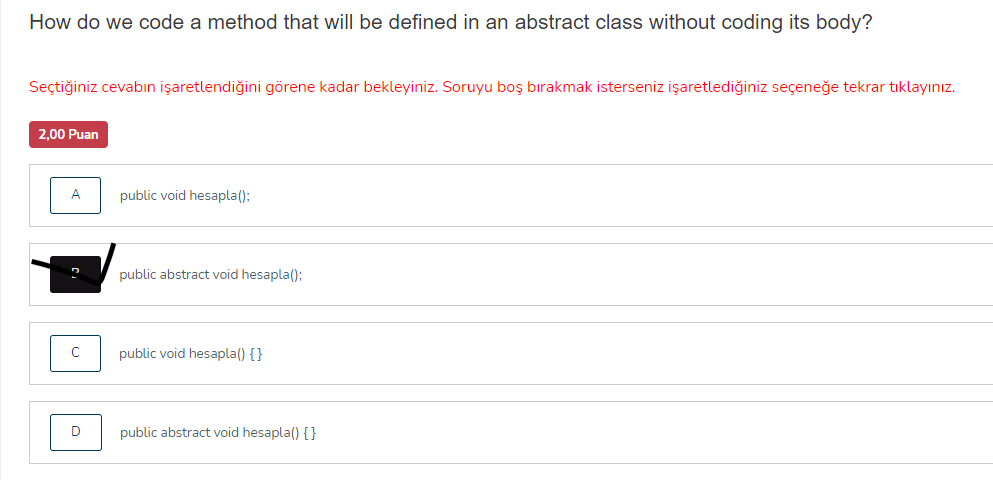 How do we code a method that will be defined in an abstract class without coding its body?
Seçtiğiniz cevabın işaretlendiğini görene kadar bekleyiniz. Soruyu boş bırakmak isterseniz işaretlediğiniz seçeneğe tekrar tıklayınız.
2,00 Puan
A public void hesapla();
B public abstract void hesapla();
C public void hesapla() { }
D public abstract void hesapla() { }